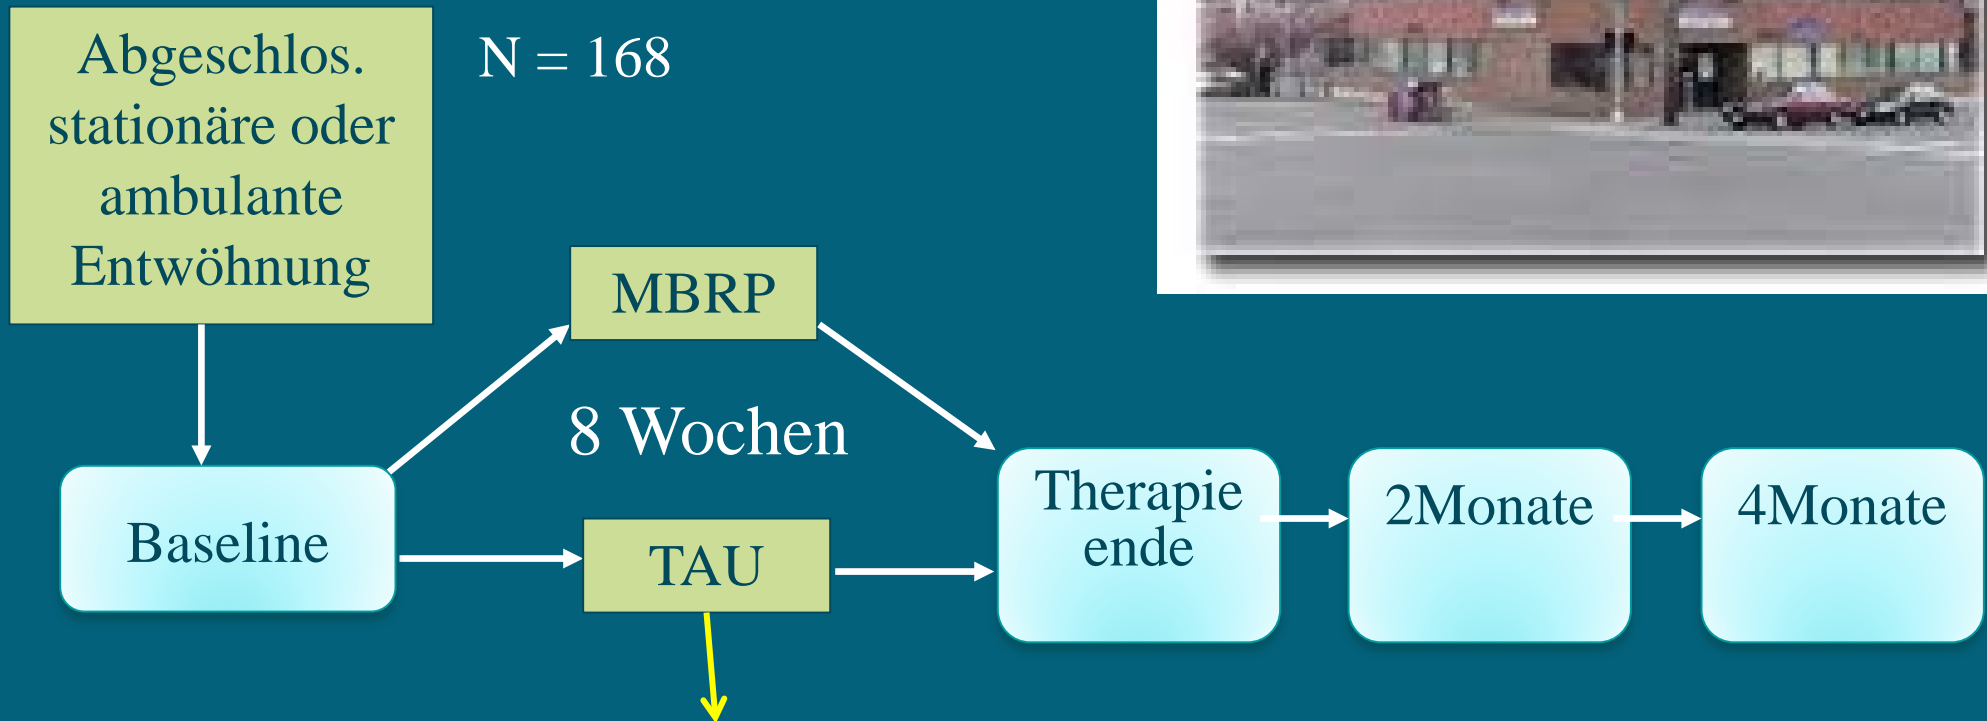 Abgeschlos.
stationäre oder
ambulante
Entwöhnung
N = 168
MBRP
8 Wochen
Baseline
TAU
Therapie
ende
2Monate
4Monate